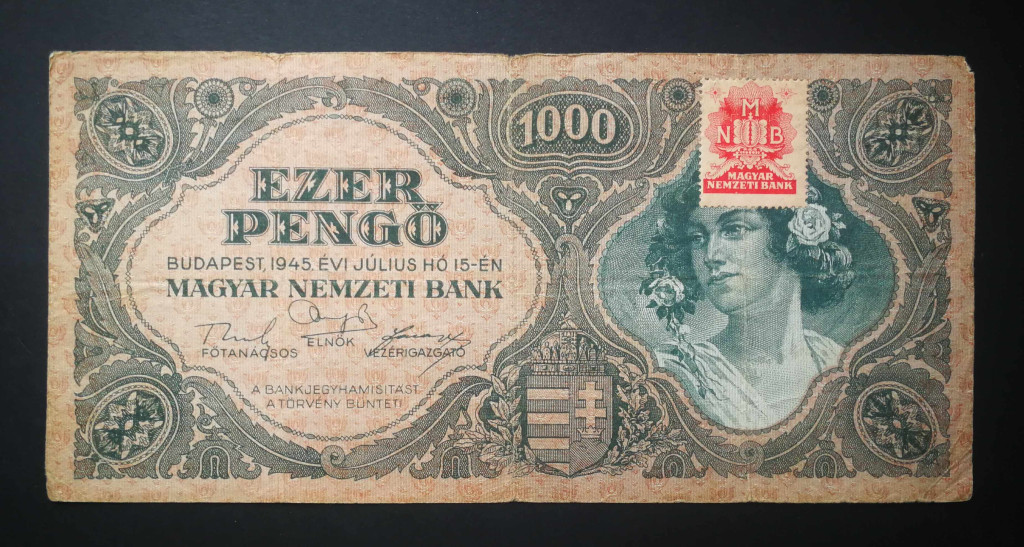 1000
M
N B
MAGYAR
NEMZETI BANK
EZER
PENGŐ
BUDAPEST, 1945. ÉVI JÚLIUS HÓ 15-ÉN
MAGYAR NEMZETI BANK
FŐTANÁCSOS ELNÖK VEZÉRIGAZGATÓ
A BANKJEGYHAMISÍTÁST
A TÖRVÉNY BÜNTETI